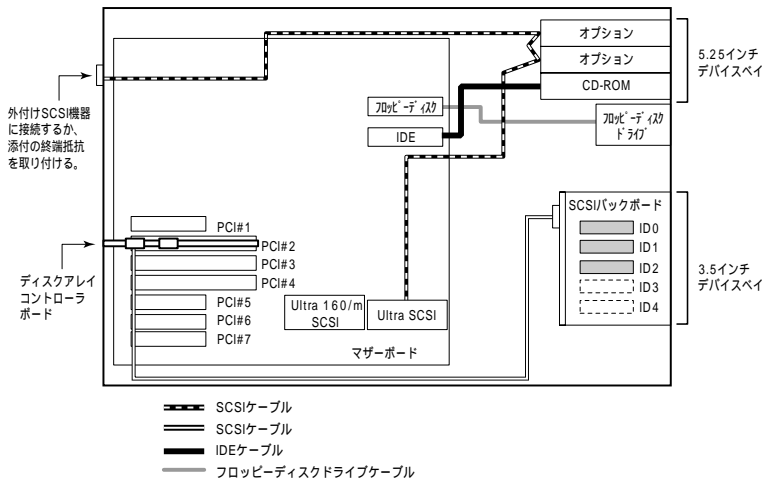 オプション
オプション
CD-ROM
5.25インチ
デバイスベイ
外付けSCSI機器
に接続するか、
添付の終端抵抗
を取り付ける。
フロッピーディスク
IDE
フロッピーディスク
ドライブ
SCSIバックボード
ID0
ID1
ID2
ID3
ID4
3.5インチ
デバイスベイ
PCI#1
PCI#2
PCI#3
PCI#4
PCI#5
PCI#6
PCI#7
ディスクアレイ
コントローラ
ボード
Ultra 160/m
SCSI
Ultra SCSI
マザーボード
SCSIケーブル
SCSIケーブル
IDEケーブル
フロッピーディスクドライブケーブル